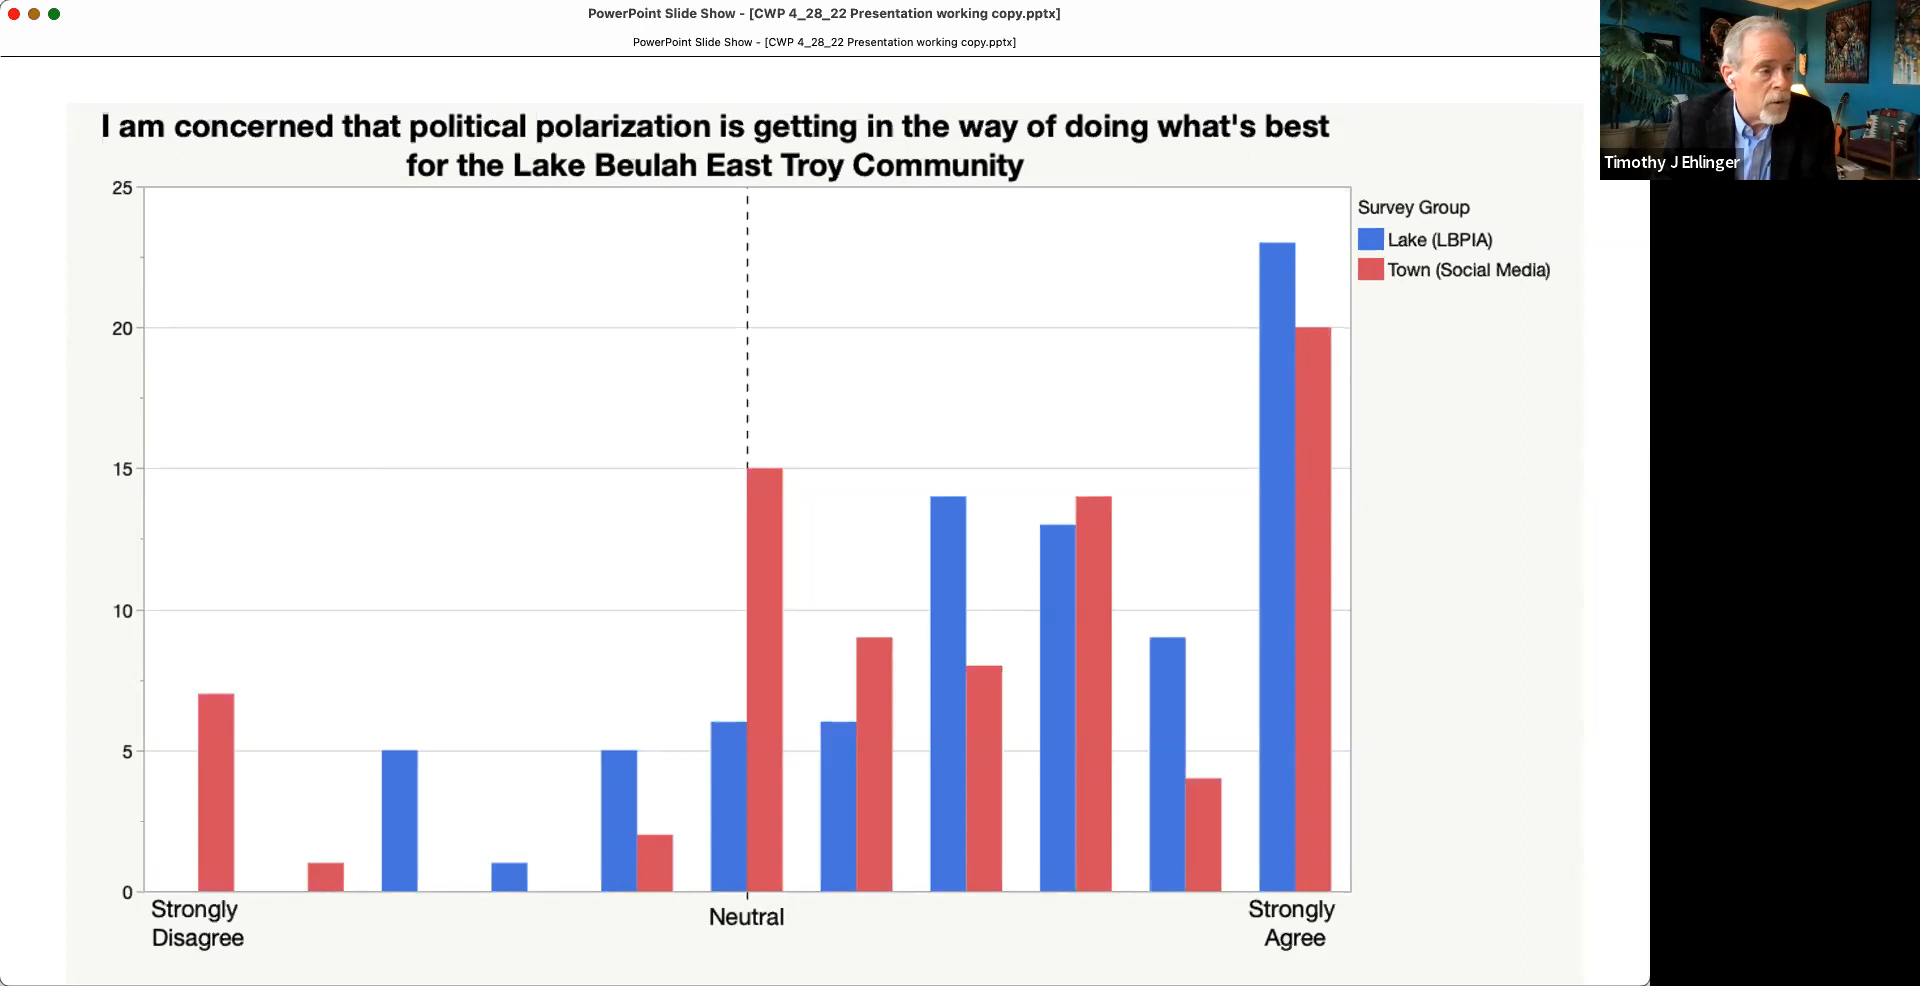 PowerPoint Slide Show - [CWP 4_28_22 Presentation working copy.pptx]
PowerPoint Slide Show - [CWP 4_28_22 Presentation working copy.pptx]
Timothy J Ehlinger
I am concerned that political polarization is getting in the way of doing what's best
for the Lake Beulah East Troy Community
Survey Group
Lake (LBPIA)
Town (Social Media)
25
20
15
10
5
0
Strongly
Disagree
Neutral
Strongly
Agree